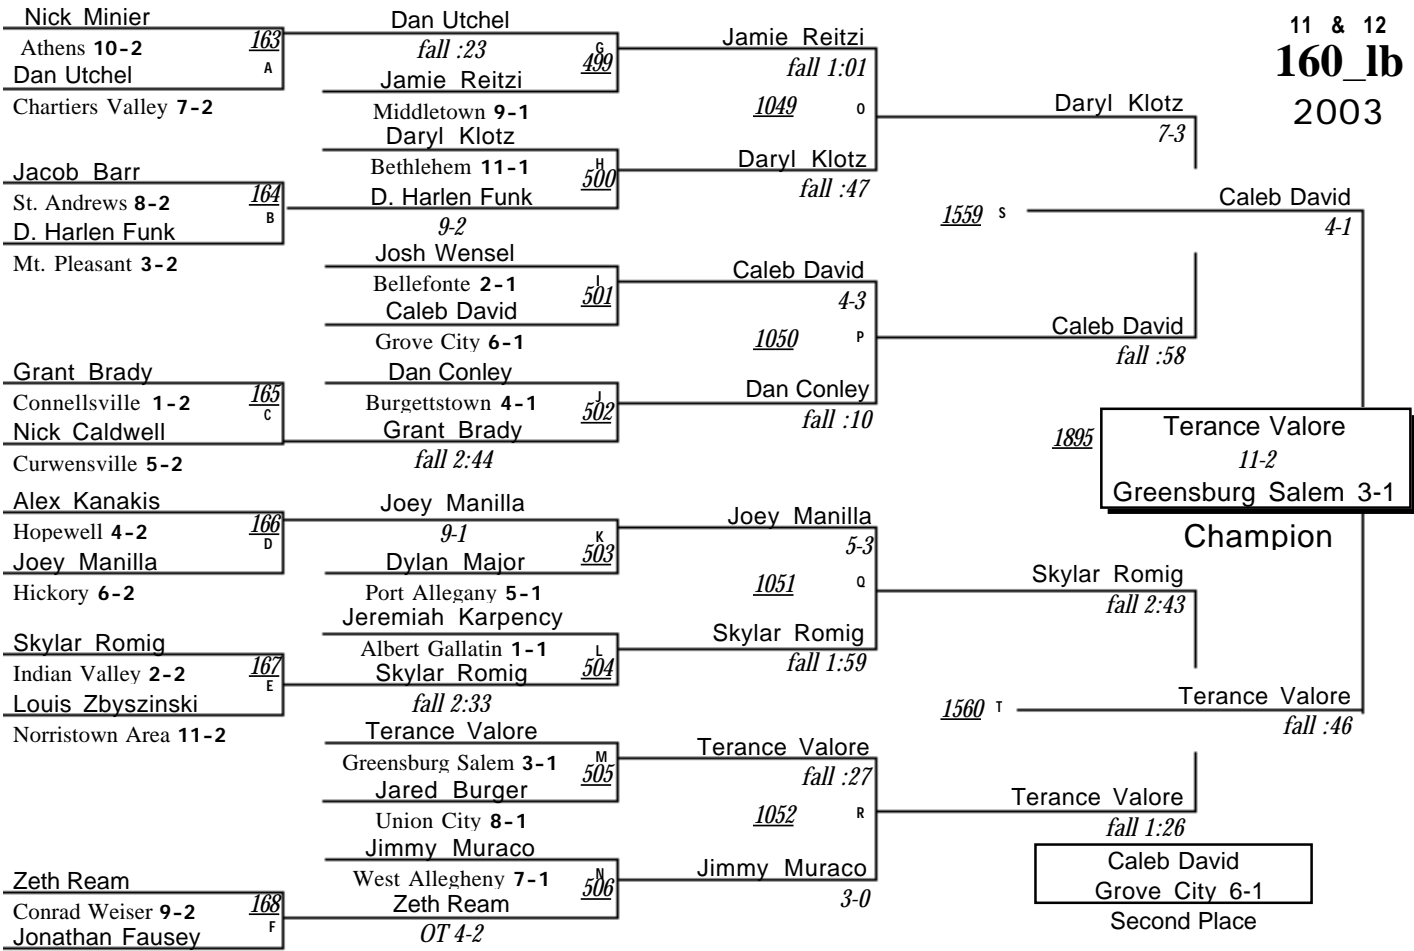 11 & 12
160_lb
2003
Nick Minier
Athens 10-2
163
A
Dan Utchel
Chartiers Valley 7-2
Jacob Barr
St. Andrews 8-2
164
B
D. Harlen Funk
Mt. Pleasant 3-2
Grant Brady
Connellsville 1-2
165
C
Nick Caldwell
Curwensville 5-2
Alex Kanakis
Hopewell 4-2
166
D
Joey Manilla
Hickory 6-2
Skylar Romig
Indian Valley 2-2
167
E
Louis Zbyszinski
Norristown Area 11-2
Zeth Ream
Conrad Weiser 9-2
168
F
Jonathan Fausey
Dan Utchel
fall :23
G
499
Jamie Reitzi
Middletown 9-1
Daryl Klotz
Bethlehem 11-1
H
500
D. Harlen Funk
9-2
Josh Wensel
Bellefonte 2-1
I
501
Caleb David
Grove City 6-1
Dan Conley
Burgettstown 4-1
J
502
Grant Brady
fall 2:44
Joey Manilla
9-1
K
503
Dylan Major
Port Allegany 5-1
Jeremiah Karpency
Albert Gallatin 1-1
L
504
Skylar Romig
fall 2:33
Terance Valore
Greensburg Salem 3-1
M
505
Jared Burger
Union City 8-1
Jimmy Muraco
West Allegheny 7-1
N
506
Zeth Ream
OT 4-2
Jamie Reitzi
fall 1:01
1049 O
Daryl Klotz
fall :47
Caleb David
4-3
1050 P
Dan Conley
fall :10
Joey Manilla
5-3
1051 Q
Skylar Romig
fall 1:59
Terance Valore
fall :27
1052 R
Jimmy Muraco
3-0
Daryl Klotz
7-3
1559 S
Caleb David
fall :58
Skylar Romig
fall 2:43
1560 T
Terance Valore
fall 1:26
Caleb David
4-1
1895
Terance Valore
11-2
Greensburg Salem 3-1
Champion
Terance Valore
fall :46
Caleb David
Grove City 6-1
Second Place